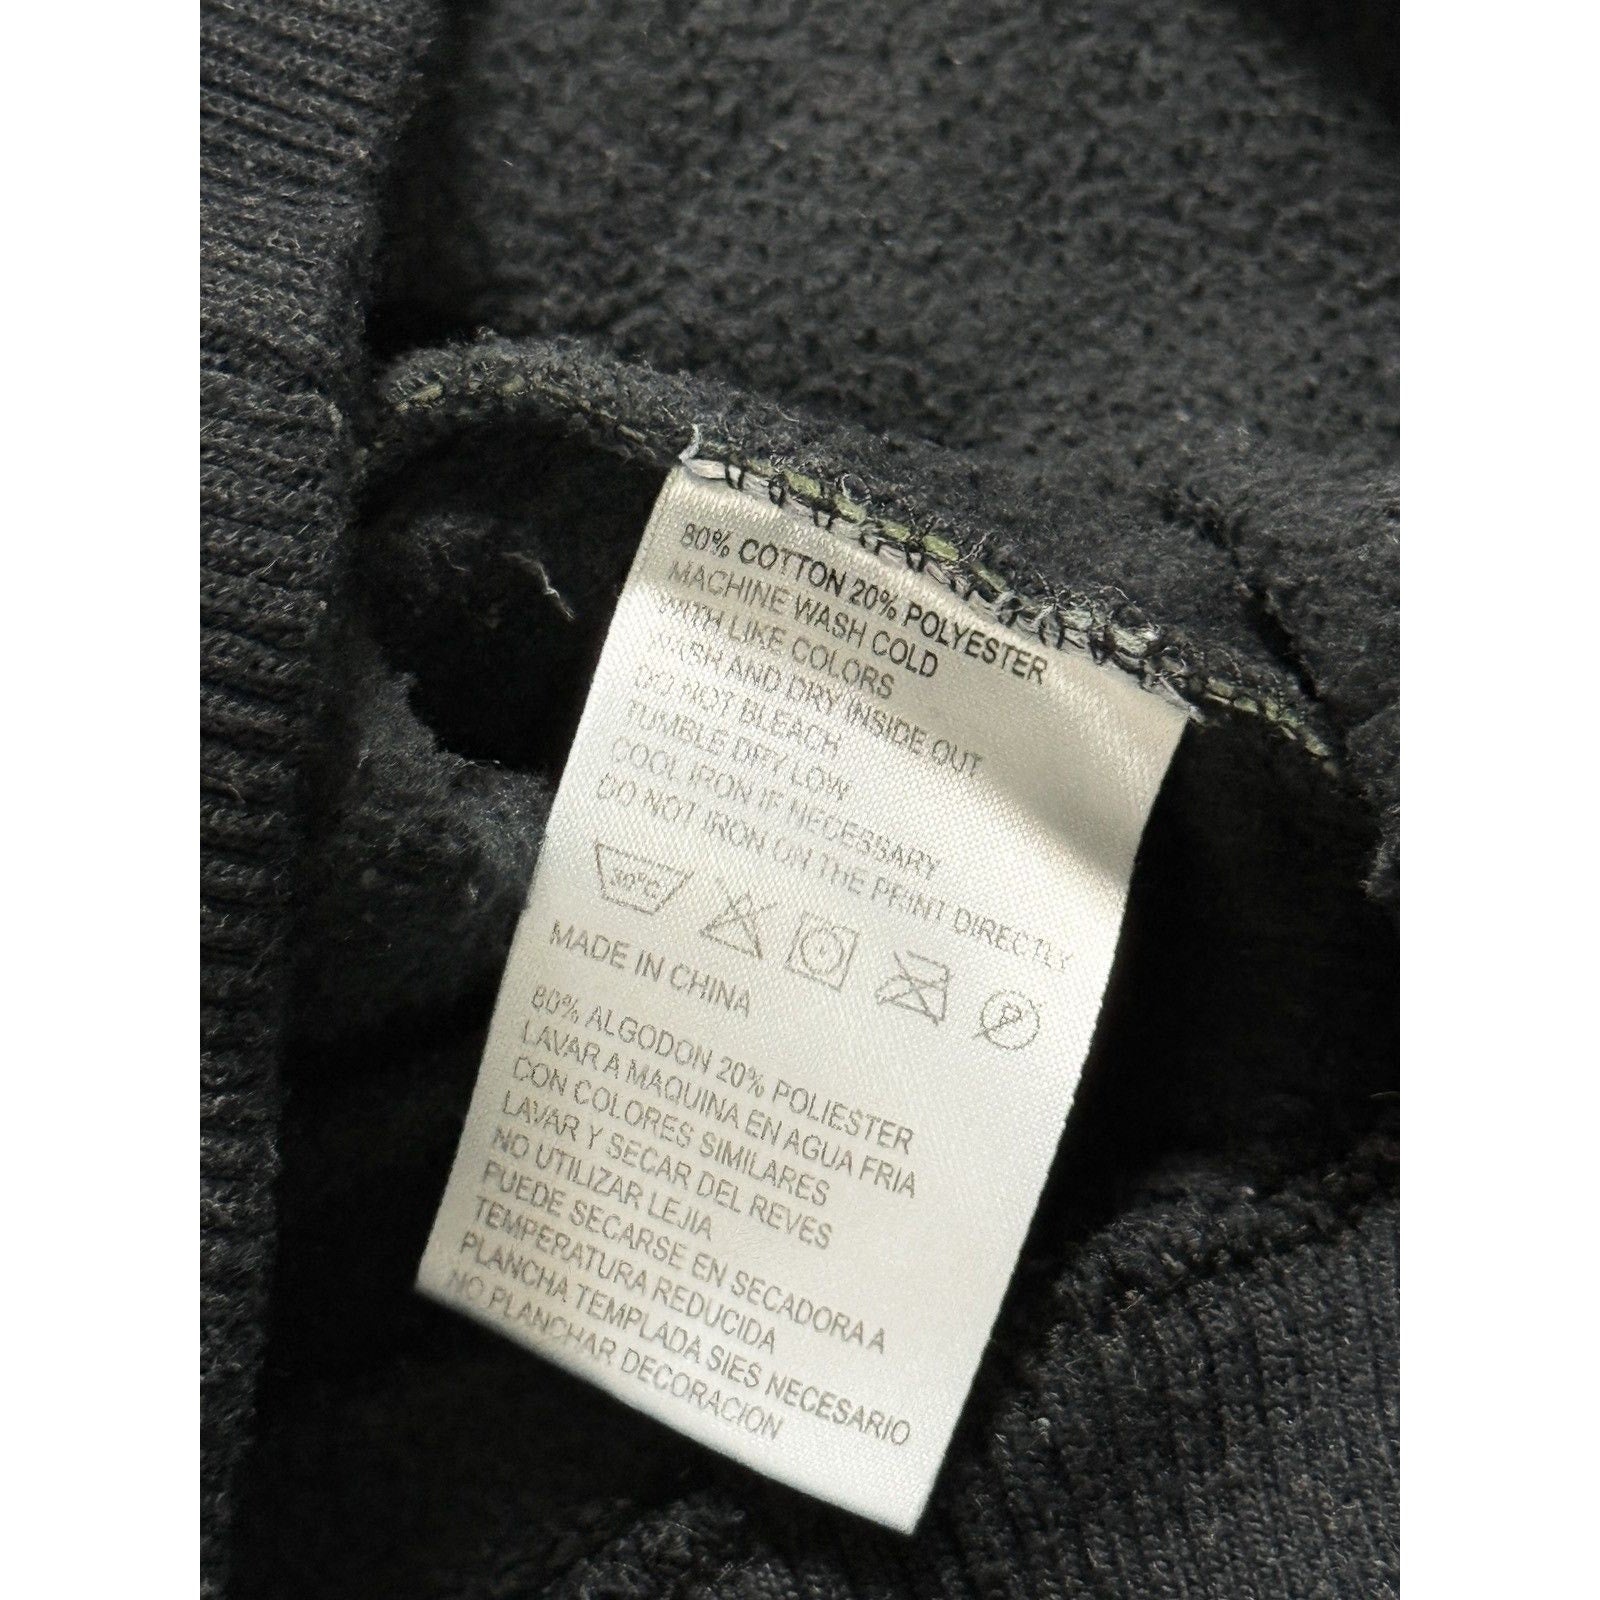 80% COTTON 20% POLYESTER
MACHINE WASH COLD
WITH LIKE COLORS
WASH AND DRY INSIDE OUT
DO NOT BLEACH
TUMBLE DRY LOW
COOL IRON IF NECESSARY
DO NOT IRON ON THE PRINT DIRECTLY
30°C
P
MADE IN CHINA
80% ALGODON 20% POLIESTER
LAVAR A MAQUINA EN AGUA FRIA
CON COLORES SIMILARES
LAVAR Y SECAR DEL REVES
NO UTILIZAR LEJIA
PUEDE SECARSE EN SECADORA A
TEMPERATURA REDUCIDA
PLANCHA TEMPLADA SIES NECESARIO
NO PLANCHAR DECORACION